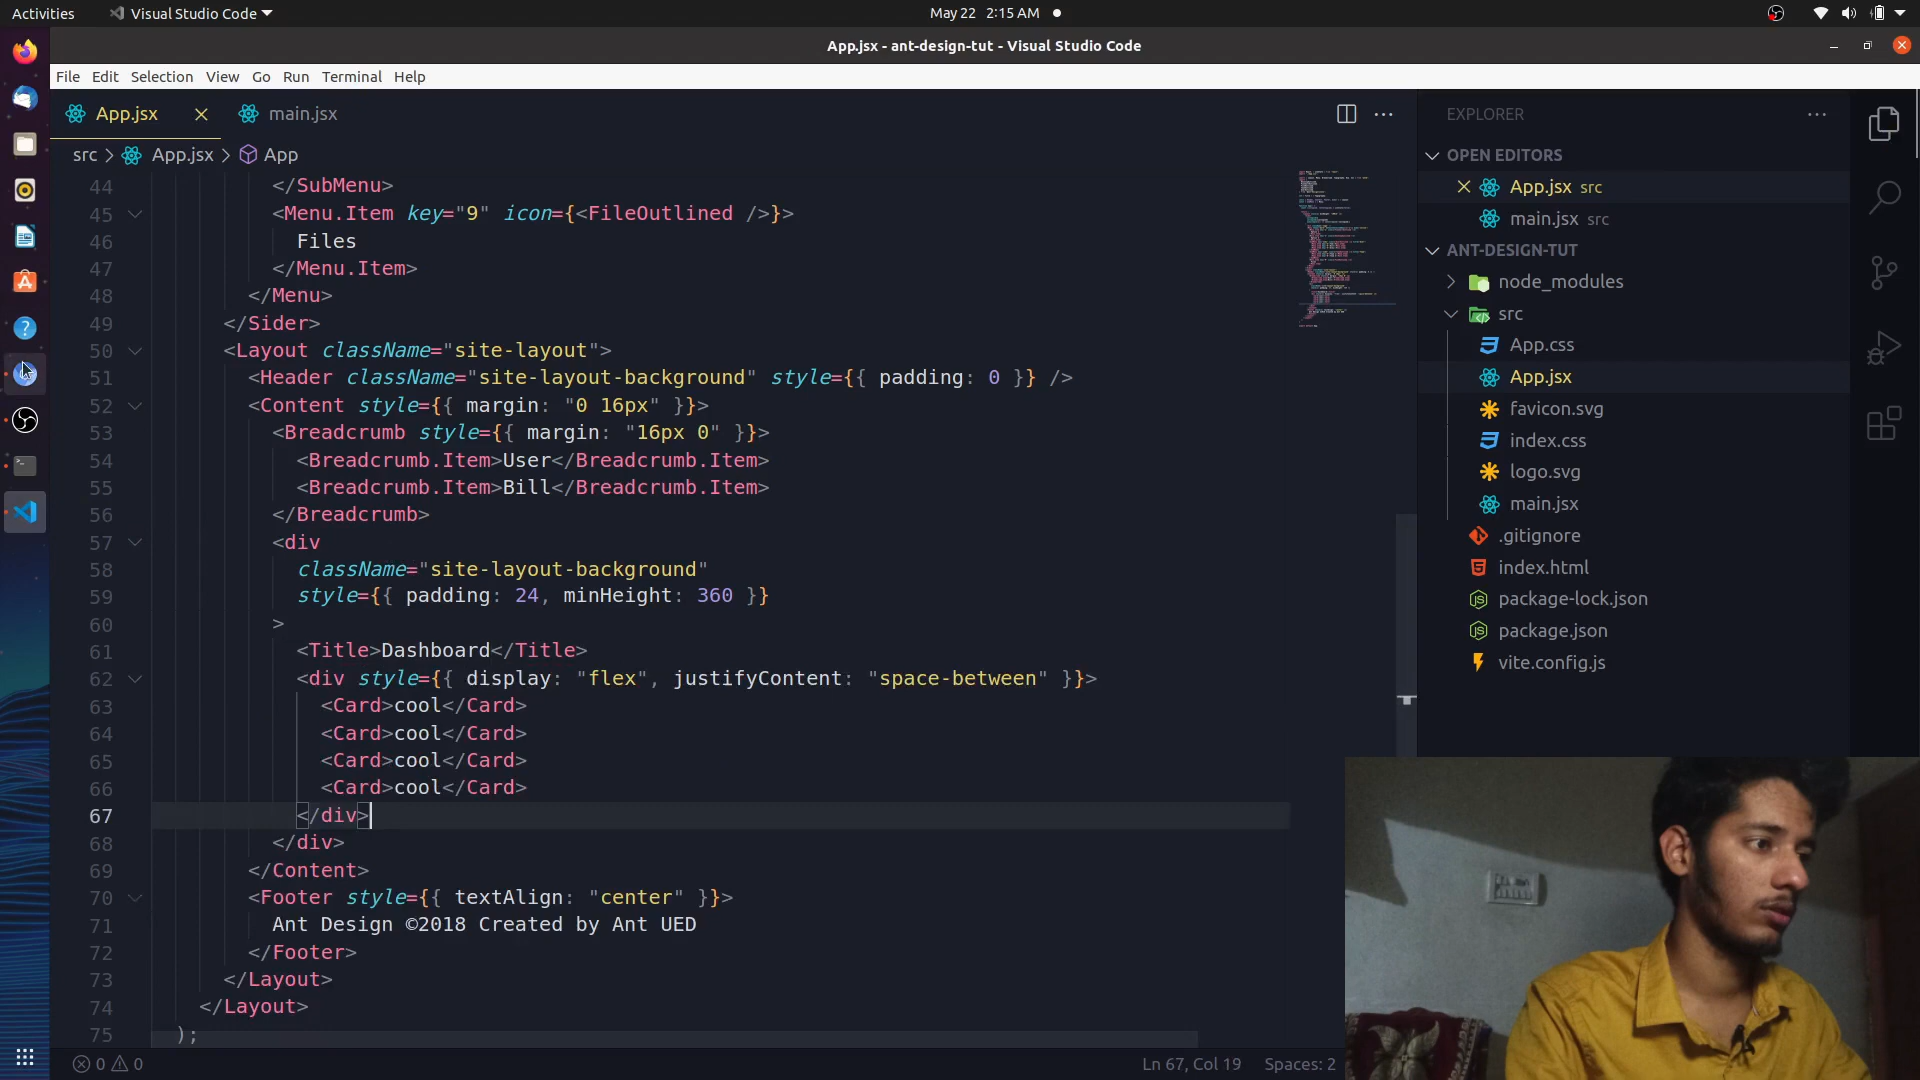 Activities
Visual Studio Code
May 22 2:15 AM
App.jsx - ant-design-tut - Visual Studio Code
File Edit Selection View Go Run Terminal Help
App.jsx
main.jsx
src > App.jsx > App
44 </SubMenu>
45 <Menu.Item key="9" icon={<FileOutlined />}>
46 Files
47 </Menu.Item>
48 </Menu>
49 </Sider>
50 <Layout className="site-layout">
51 <Header className="site-layout-background" style={{ padding: 0 }} />
52 <Content style={{ margin: "0 16px" }}>
53 <Breadcrumb style={{ margin: "16px 0" }}>
54 <Breadcrumb.Item>User</Breadcrumb.Item>
55 <Breadcrumb.Item>Bill</Breadcrumb.Item>
56 </Breadcrumb>
57 <div
58 className="site-layout-background"
59 style={{ padding: 24, minHeight: 360 }}
60 >
61 <Title>Dashboard</Title>
62 <div style={{ display: "flex", justifyContent: "space-between" }}>
63 <Card>cool</Card>
64 <Card>cool</Card>
65 <Card>cool</Card>
66 <Card>cool</Card>
67 </div>
68 </div>
69 </Content>
70 <Footer style={{ textAlign: "center" }}>
71 Ant Design ©2018 Created by Ant UED
72 </Footer>
73 </Layout>
74 </Layout>
75 );
0 0
Ln 67, Col 19 Spaces: 2
EXPLORER
OPEN EDITORS
App.jsx src
main.jsx src
ANT-DESIGN-TUT
node_modules
src
App.css
App.jsx
favicon.svg
index.css
logo.svg
main.jsx
.gitignore
index.html
package-lock.json
package.json
vite.config.js